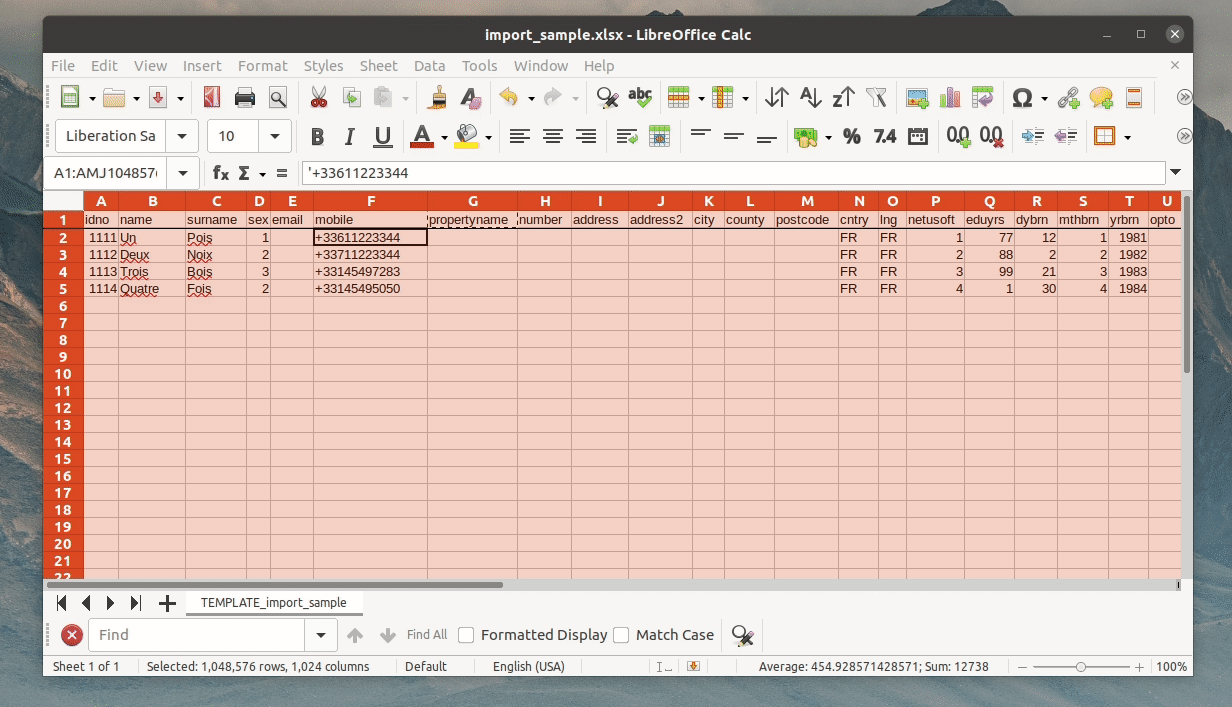 import_sample.xlsx - LibreOffice Calc
File Edit View Insert Format Styles Sheet Data Tools Window Help
Liberation Sa 10
A1:AMJ104857 '+33611223344
A B C D E F G H I J K L M N O P Q R S T U
1 idno name surname sex email mobile propertyname number address address2 city county postcode cntry lng netusoft eduyrs dybrn mthbrn yrbrn opto
2 1111 Un Pois 1 +33611223344 FR FR 1 77 12 1 1981
3 1112 Deux Noix 2 +33711223344 FR FR 2 88 2 2 1982
4 1113 Trois Bois 3 +33145497283 FR FR 3 99 21 3 1983
5 1114 Quatre Fois 2 +33145495050 FR FR 4 1 30 4 1984
6
7
8
9
10
11
12
13
14
15
16
17
18
19
20
21
22
TEMPLATE_import_sample
Find Find All Formatted Display Match Case
Sheet 1 of 1 Selected: 1,048,576 rows, 1,024 columns Default English (USA) Average: 454.928571428571; Sum: 12738 100%